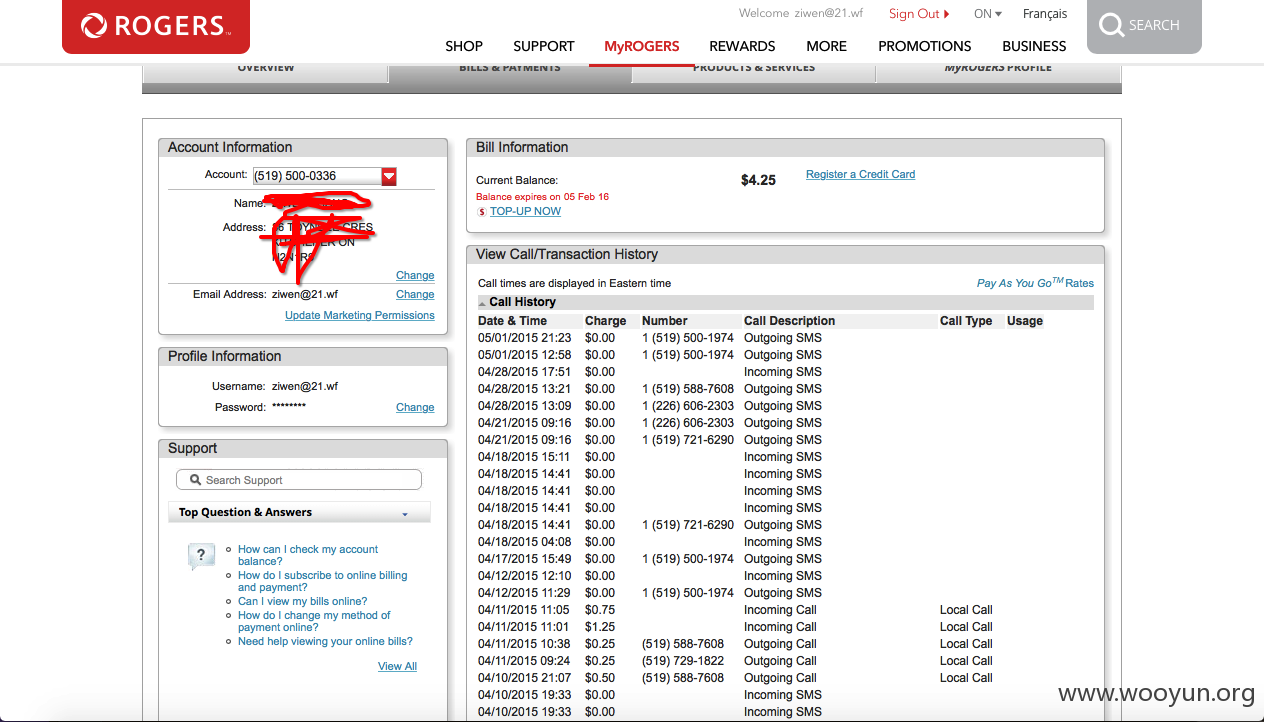 ROGERS™
Welcome ziwen@21.wf
Sign Out
ON
Français
SEARCH
SHOP
SUPPORT
MyROGERS
REWARDS
MORE
PROMOTIONS
BUSINESS
OVERVIEW
BILLS & PAYMENTS
PRODUCTS & SERVICES
MyROGERS PROFILE
Account Information
Account: (519) 500-0336
Name:
Address: CRES
ON
Change
Email Address: ziwen@21.wf Change
Update Marketing Permissions
Profile Information
Username: ziwen@21.wf
Password: ******** Change
Support
Search Support
Top Question & Answers
?
How can I check my account
balance?
How do I subscribe to online billing
and payment?
Can I view my bills online?
How do I change my method of
payment online?
Need help viewing your online bills?
View All
Bill Information
Current Balance: $4.25 Register a Credit Card
Balance expires on 05 Feb 16
$ TOP-UP NOW
View Call/Transaction History
Call times are displayed in Eastern time Pay As You Go™ Rates
Call History
Date & Time Charge Number Call Description Call Type Usage
05/01/2015 21:23 $0.00 1 (519) 500-1974 Outgoing SMS
05/01/2015 12:58 $0.00 1 (519) 500-1974 Outgoing SMS
04/28/2015 17:51 $0.00 Incoming SMS
04/28/2015 13:21 $0.00 1 (519) 588-7608 Outgoing SMS
04/28/2015 13:09 $0.00 1 (226) 606-2303 Outgoing SMS
04/21/2015 09:16 $0.00 1 (226) 606-2303 Outgoing SMS
04/21/2015 09:16 $0.00 1 (519) 721-6290 Outgoing SMS
04/18/2015 15:11 $0.00 Incoming SMS
04/18/2015 14:41 $0.00 Incoming SMS
04/18/2015 14:41 $0.00 Incoming SMS
04/18/2015 14:41 $0.00 Incoming SMS
04/18/2015 14:41 $0.00 1 (519) 721-6290 Outgoing SMS
04/18/2015 04:08 $0.00 Incoming SMS
04/17/2015 15:49 $0.00 1 (519) 500-1974 Outgoing SMS
04/12/2015 12:10 $0.00 Incoming SMS
04/12/2015 11:29 $0.00 1 (519) 500-1974 Outgoing SMS
04/11/2015 11:05 $0.75 Incoming Call Local Call
04/11/2015 11:01 $1.25 Incoming Call Local Call
04/11/2015 10:38 $0.25 (519) 588-7608 Outgoing Call Local Call
04/11/2015 09:24 $0.25 (519) 729-1822 Outgoing Call Local Call
04/10/2015 21:07 $0.50 (519) 588-7608 Outgoing Call Local Call
04/10/2015 19:33 $0.00 Incoming SMS
04/10/2015 19:33 $0.00 Incoming SMS
www.wooyun.org